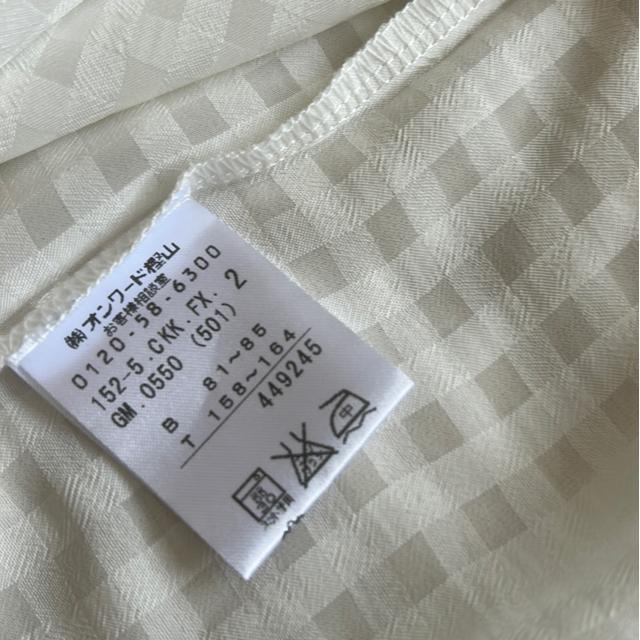 ㈱オンワード樫山
お客様相談室
0120-58-6300
152-5.CKK.FX. 2
GM.0550 (501)
B 81~85
T 158~164
449245
中